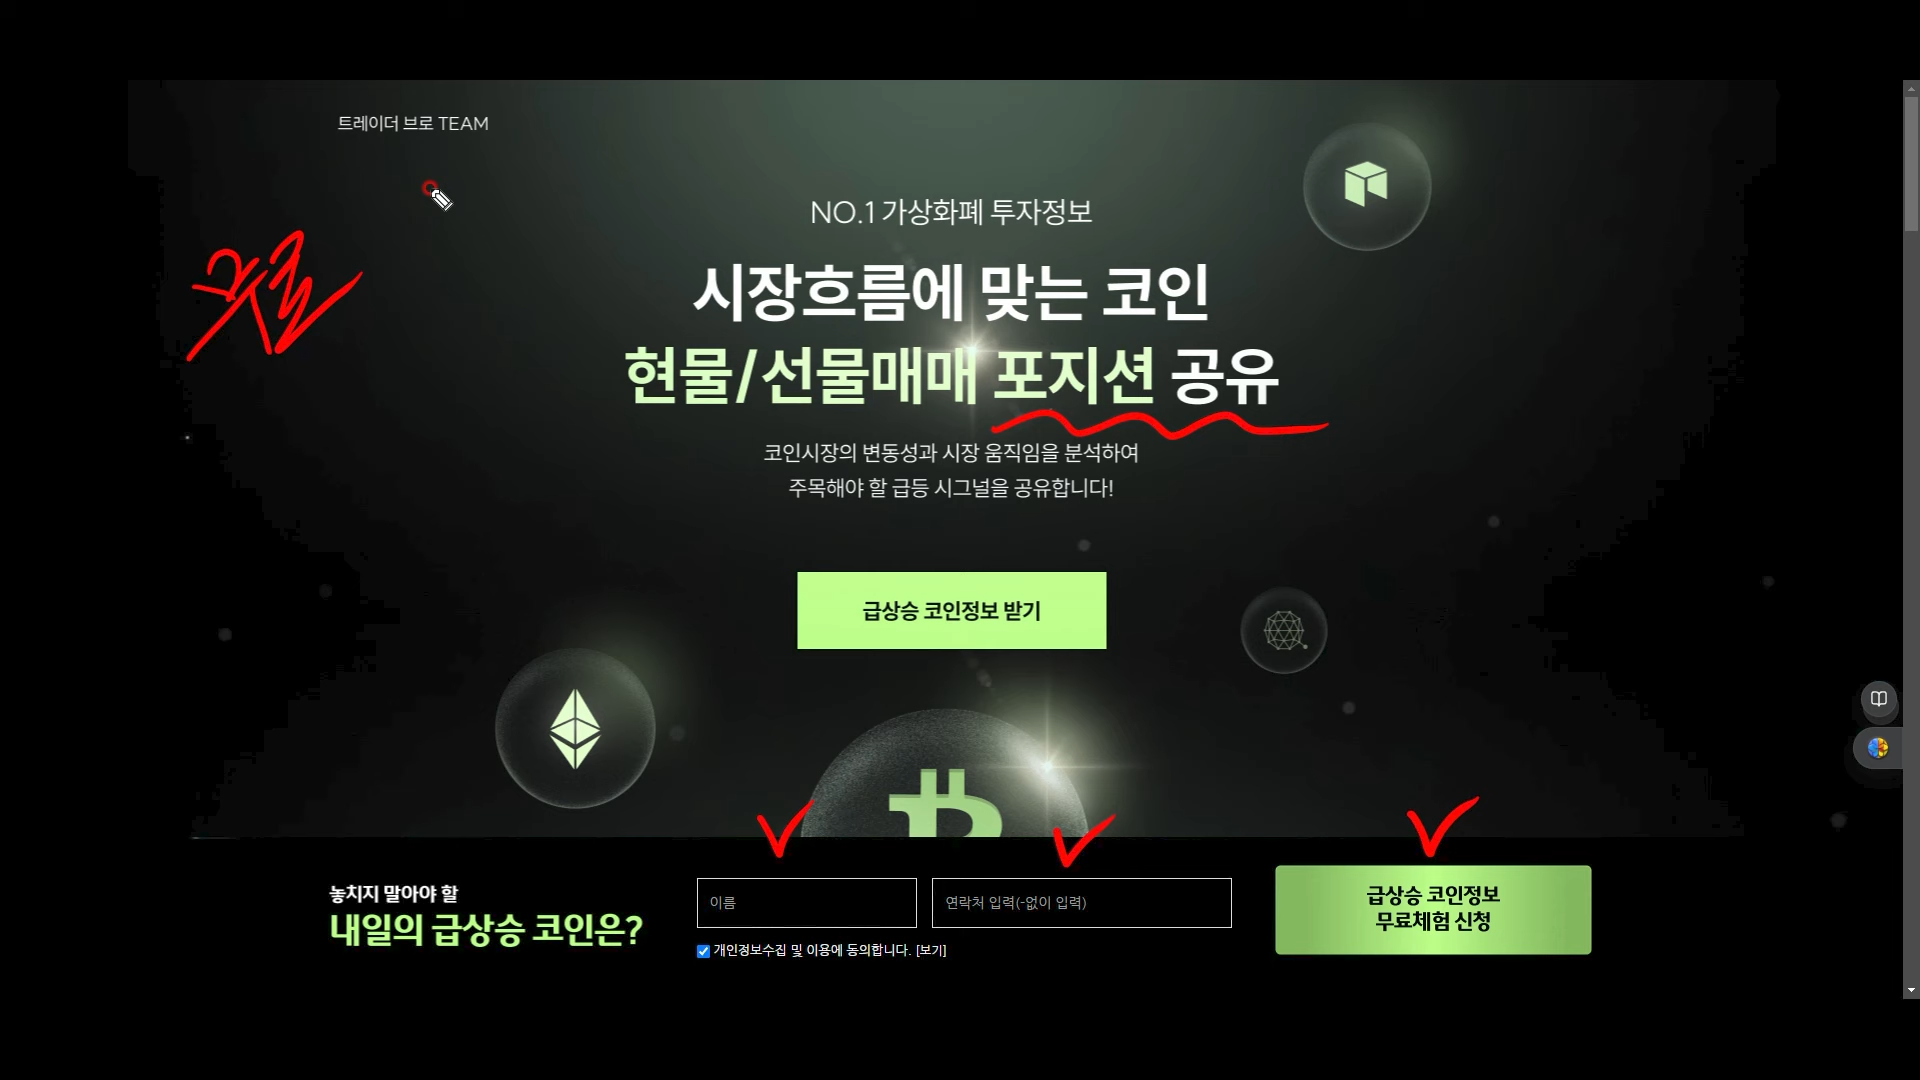 트레이더 브로 TEAM
NO.1 가상화폐 투자정보
무료
시장흐름에 맞는 코인
현물/선물매매 포지션 공유
코인시장의 변동성과 시장 움직임을 분석하여
주목해야 할 급등 시그널을 공유합니다!
급상승 코인정보 받기
놓치지 말아야 할
내일의 급상승 코인은?
이름
연락처 입력(-없이 입력)
개인정보수집 및 이용에 동의합니다. [보기]
급상승 코인정보
무료체험 신청